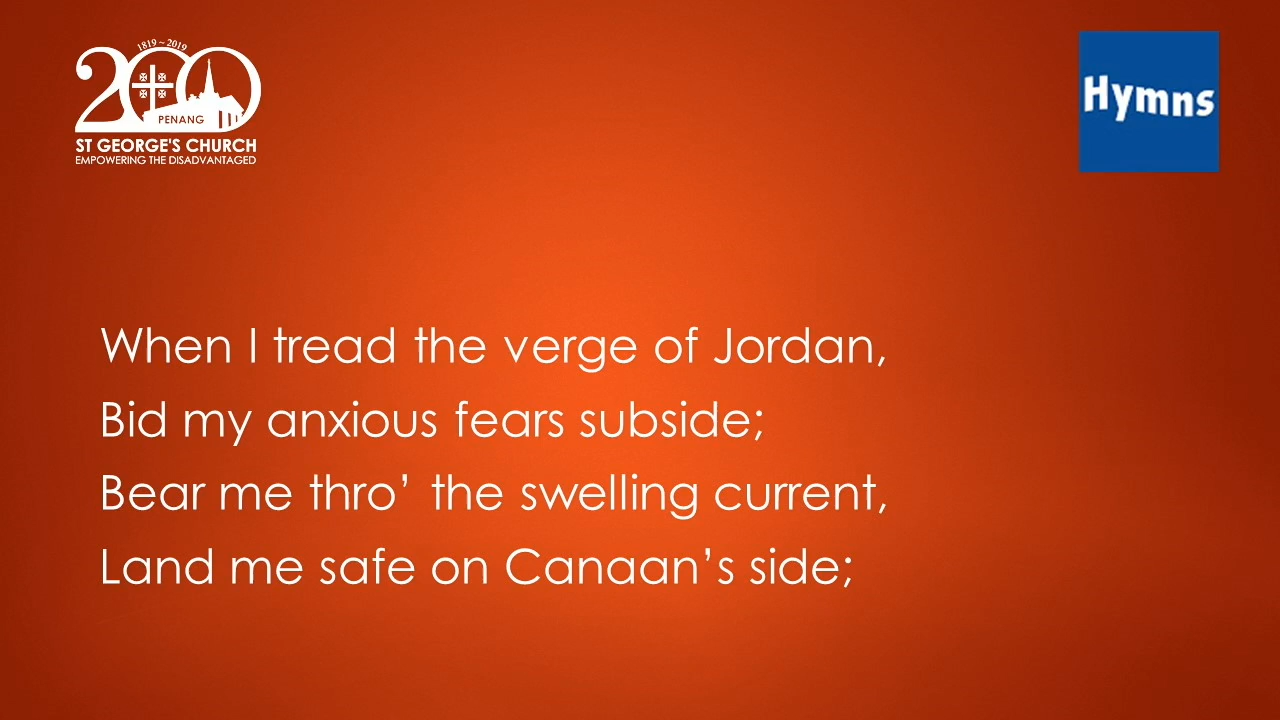 1819 ~ 2019
200
PENANG
ST GEORGE'S CHURCH
EMPOWERING THE DISADVANTAGED
Hymns
When I tread the verge of Jordan,
Bid my anxious fears subside;
Bear me thro’ the swelling current,
Land me safe on Canaan’s side;